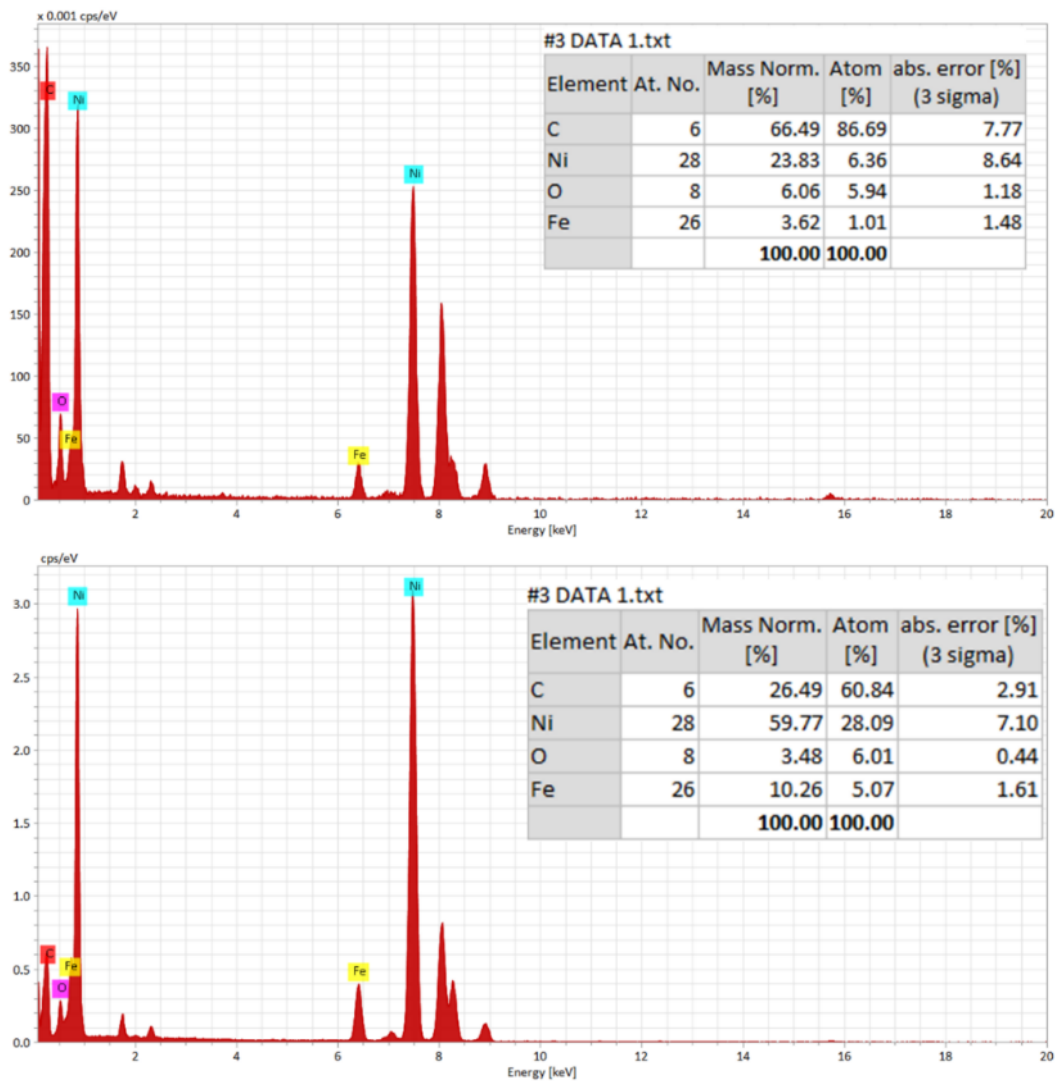 x 0.001 cps/eV
#3 DATA 1.txt
Element At. No. Mass Norm. [%] Atom [%] abs. error [%] (3 sigma)
C 6 66.49 86.69 7.77
Ni 28 23.83 6.36 8.64
O 8 6.06 5.94 1.18
Fe 26 3.62 1.01 1.48
100.00 100.00
350
300
250
200
150
100
50
0
C
Ni
O
Fe
Fe
Ni
2 4 6 8 10 12 14 16 18 20
Energy [keV]
cps/eV
#3 DATA 1.txt
Element At. No. Mass Norm. [%] Atom [%] abs. error [%] (3 sigma)
C 6 26.49 60.84 2.91
Ni 28 59.77 28.09 7.10
O 8 3.48 6.01 0.44
Fe 26 10.26 5.07 1.61
100.00 100.00
3.0
2.5
2.0
1.5
1.0
0.5
0.0
Ni
C
Fe
O
Fe
Ni
2 4 6 8 10 12 14 16 18 20
Energy [keV]